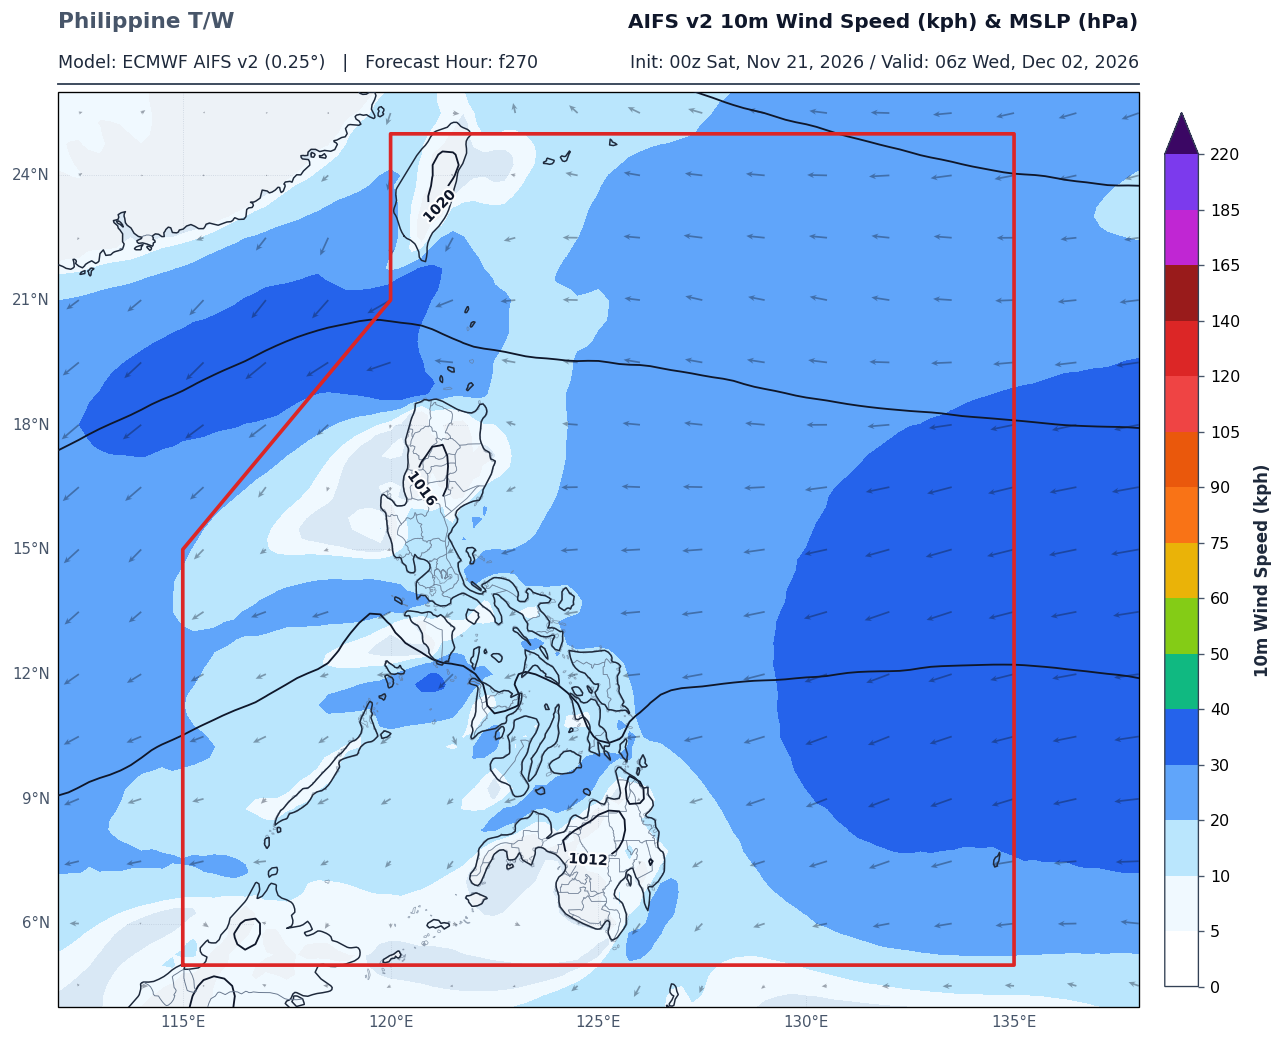 Philippine T/W
AIFS v2 10m Wind Speed (kph) & MSLP (hPa)
Model: ECMWF AIFS v2 (0.25°) | Forecast Hour: f270
Init: 00z Sat, Nov 21, 2026 / Valid: 06z Wed, Dec 02, 2026
24°N
21°N
18°N
15°N
12°N
9°N
6°N
115°E
120°E
125°E
130°E
135°E
1020
1016
1012
220
185
165
140
120
105
90
75
60
50
40
30
20
10
5
0
10m Wind Speed (kph)